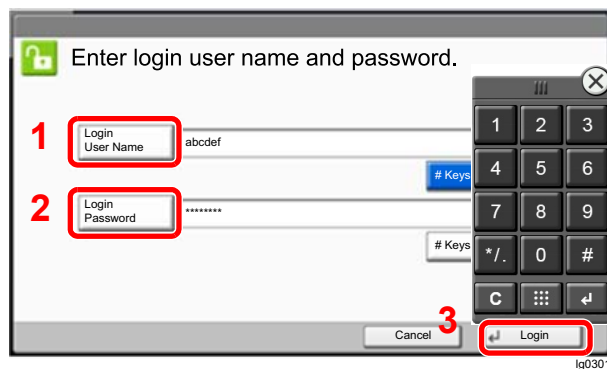 Enter login user name and password.
1
Login
User Name
abcdef
# Keys
2
Login
Password
********
# Keys
1 2 3
4 5 6
7 8 9
*/. 0 #
C
3
Cancel
Login
lg0301